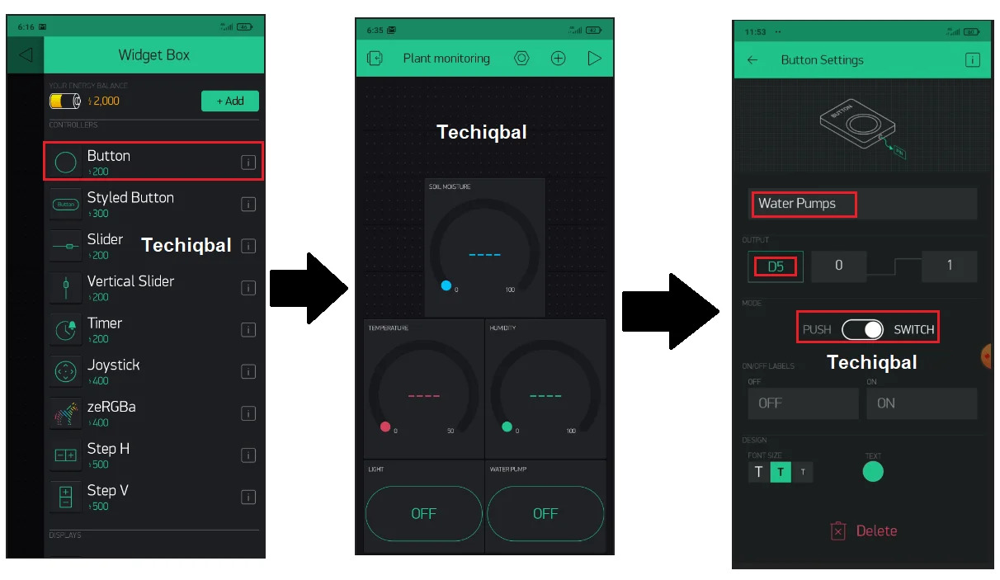 6:16
46
Widget Box
YOUR ENERGY BALANCE
2,000
+ Add
CONTROLLERS
Button
200
i
Styled Button
300
Button
i
Slider
200
i
Techiqbal
Vertical Slider
200
i
Timer
200
i
Joystick
400
i
zeRGBa
400
i
Step H
500
i
Step V
500
i
DISPLAYS
6:35
42
Plant monitoring
Techiqbal
SOIL MOISTURE
----
0
100
TEMPERATURE
----
0
50
HUMIDITY
----
0
100
LIGHT
OFF
WATER PUMP
OFF
11:53
60
Button Settings
i
BUTTON
PIN
Water Pumps
OUTPUT
D5
0
1
MODE
PUSH
SWITCH
Techiqbal
ON/OFF LABELS
OFF
ON
OFF
ON
DESIGN
FONT SIZE
TEXT
T
T
T
Delete